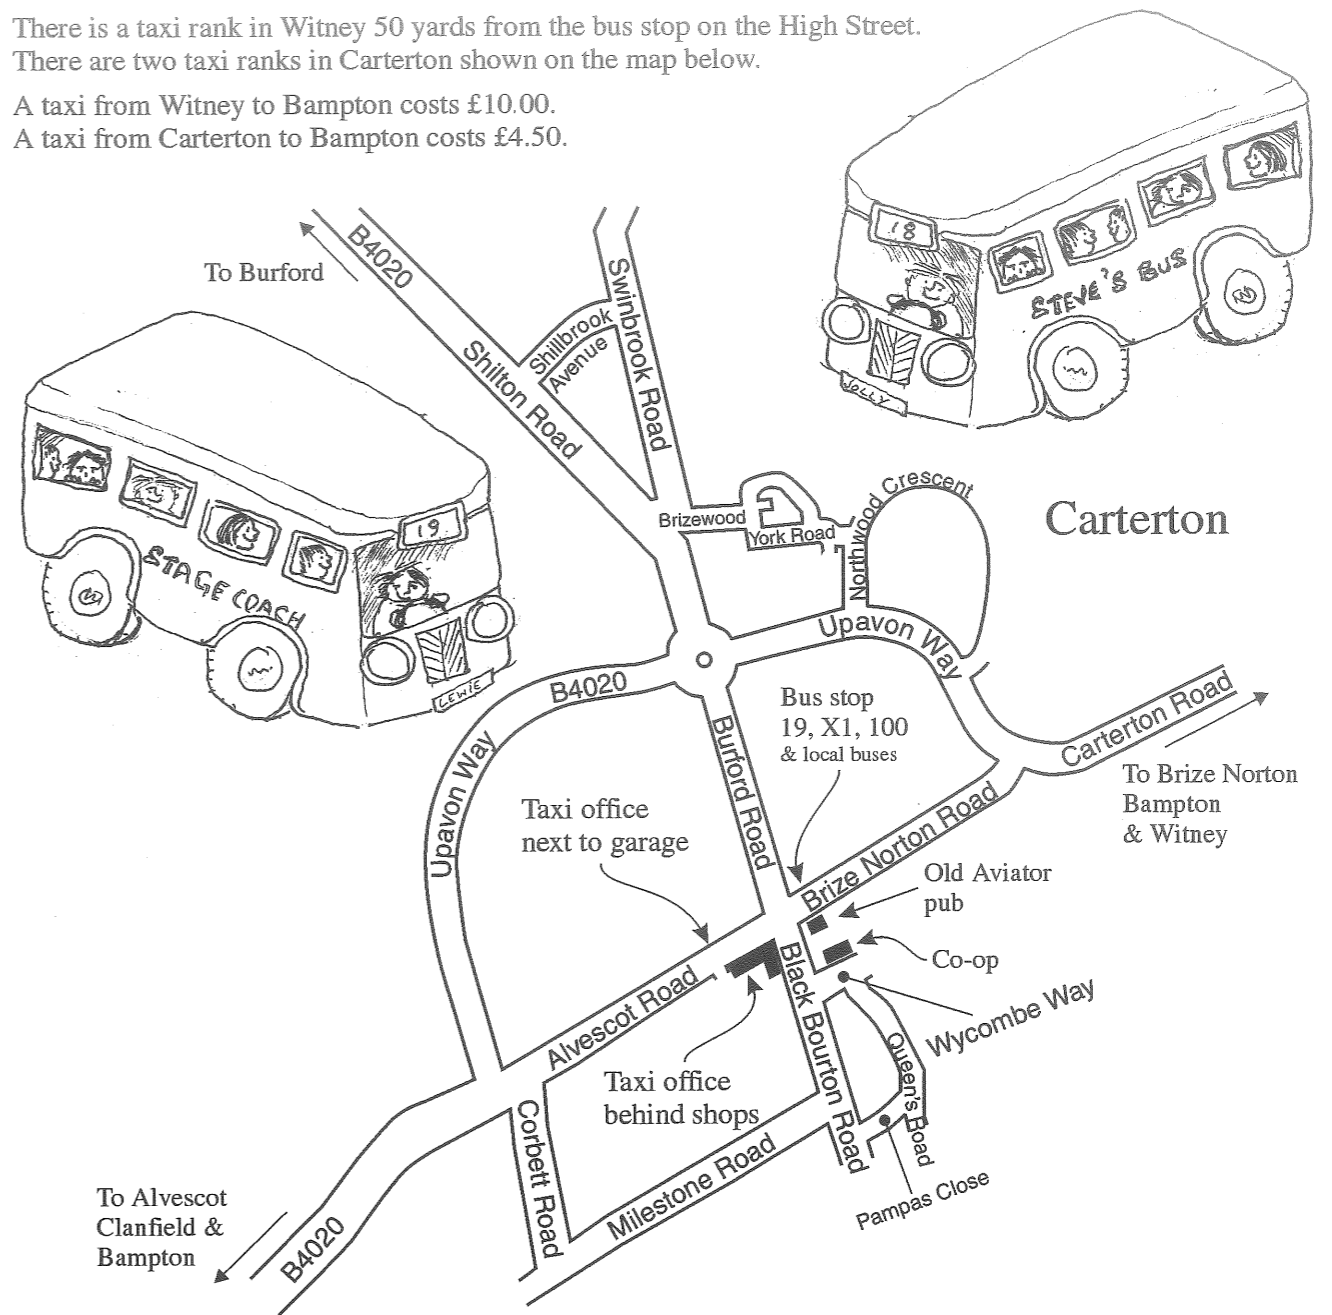 There is a taxi rank in Witney 50 yards from the bus stop on the High Street.
There are two taxi ranks in Carterton shown on the map below.
A taxi from Witney to Bampton costs £10.00.
A taxi from Carterton to Bampton costs £4.50.
18
STEVE'S BUS
JOLLY
To Burford
B4020
Swinbrook Road
Shillbrook
Avenue
Shilton Road
19
STAGE COACH
LEWIE
Brizewood
York Road
Northwood Crescent
Carterton
Upavon Way
B4020
Upavon Way
Burford Road
Bus stop
19, X1, 100
& local buses
Carterton Road
To Brize Norton
Bampton
& Witney
Taxi office
next to garage
Brize Norton Road
Old Aviator
pub
Co-op
Black Bourton Road
Alvescot Road
Wycombe Way
Queen's Road
Taxi office
behind shops
Corbett Road
Milestone Road
Pampas Close
To Alvescot
Clanfield &
Bampton
B4020